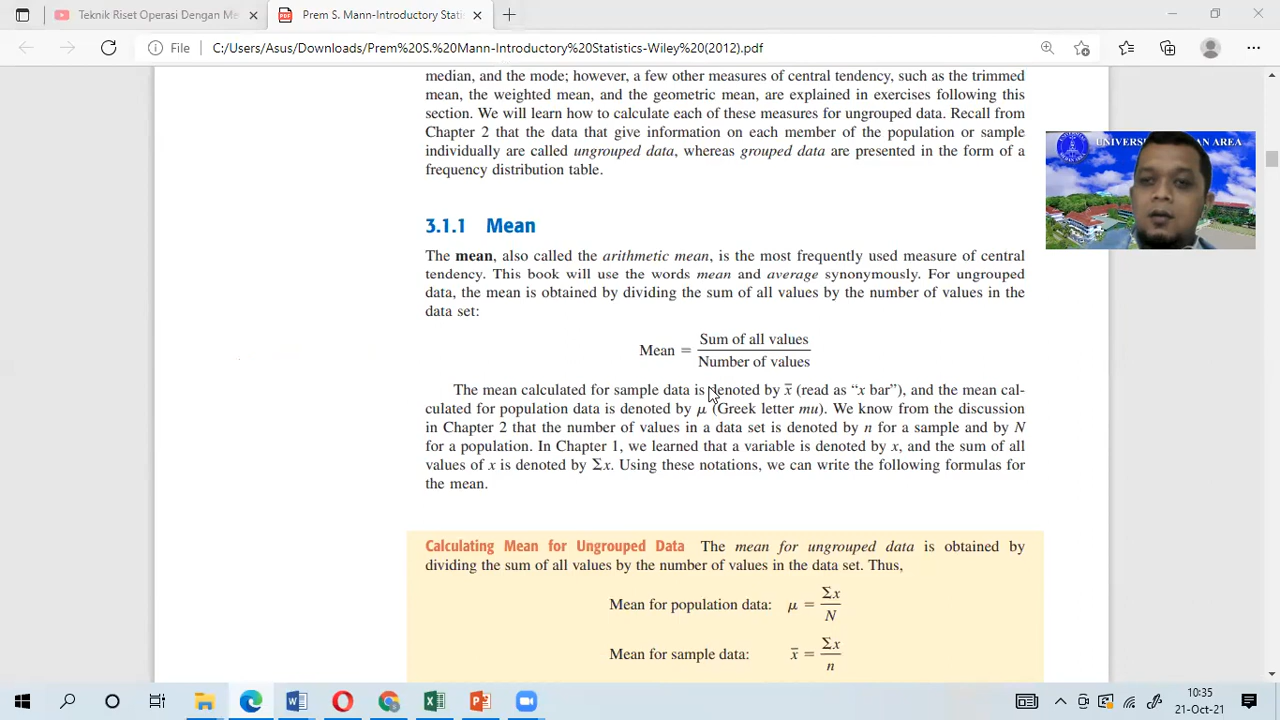 Teknik Riset Operasi Dengan Me
Prem S. Mann-Introductory Stati
File C:/Users/Asus/Downloads/Prem%20S.%20Mann-Introductory%20Statistics-Wiley%20(2012).pdf
median, and the mode; however, a few other measures of central tendency, such as the trimmed
mean, the weighted mean, and the geometric mean, are explained in exercises following this
section. We will learn how to calculate each of these measures for ungrouped data. Recall from
Chapter 2 that the data that give information on each member of the population or sample
individually are called ungrouped data, whereas grouped data are presented in the form of a
frequency distribution table.
AREA
3.1.1 Mean
The mean, also called the arithmetic mean, is the most frequently used measure of central
tendency. This book will use the words mean and average synonymously. For ungrouped
data, the mean is obtained by dividing the sum of all values by the number of values in the
data set:
Mean = Sum of all values
Number of values
The mean calculated for sample data is denoted by x̄ (read as “x bar”), and the mean cal-
culated for population data is denoted by μ (Greek letter mu). We know from the discussion
in Chapter 2 that the number of values in a data set is denoted by n for a sample and by N
for a population. In Chapter 1, we learned that a variable is denoted by x, and the sum of all
values of x is denoted by Σx. Using these notations, we can write the following formulas for
the mean.
Calculating Mean for Ungrouped Data The mean for ungrouped data is obtained by
dividing the sum of all values by the number of values in the data set. Thus,
Mean for population data: μ = Σx
N
Mean for sample data: x̄ = Σx
n
10:35
21-Oct-21